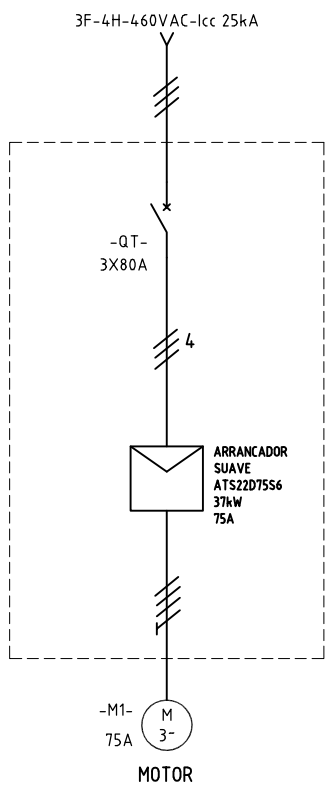 3F-4H-460VAC-Icc 25kA
-QT-
3X80A
4
ARRANCADOR
SUAVE
ATS22D75S6
37kW
75A
-M1-
75A
M
3~
MOTOR